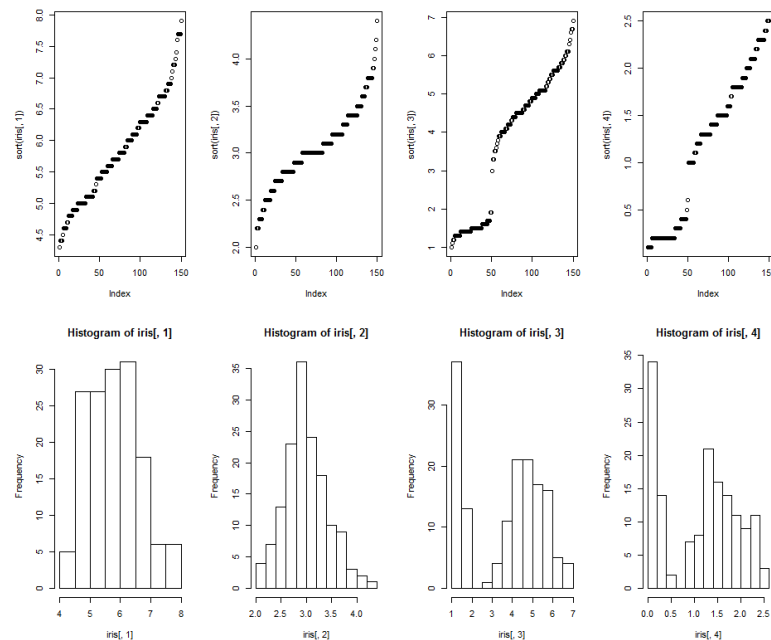 sort(iris[, 1])
4.5 5.0 5.5 6.0 6.5 7.0 7.5 8.0
0 50 100 150
Index
sort(iris[, 2])
2.0 2.5 3.0 3.5 4.0
0 50 100 150
Index
sort(iris[, 3])
1 2 3 4 5 6 7
0 50 100 150
Index
sort(iris[, 4])
0.5 1.0 1.5 2.0 2.5
0 50 100 150
Index
Histogram of iris[, 1]
Frequency
0 5 10 15 20 25 30
4 5 6 7 8
iris[, 1]
Histogram of iris[, 2]
Frequency
0 5 10 15 20 25 30 35
2.0 2.5 3.0 3.5 4.0
iris[, 2]
Histogram of iris[, 3]
Frequency
0 10 20 30
1 2 3 4 5 6 7
iris[, 3]
Histogram of iris[, 4]
Frequency
0 5 10 15 20 25 30 35
0.0 0.5 1.0 1.5 2.0 2.5
iris[, 4]